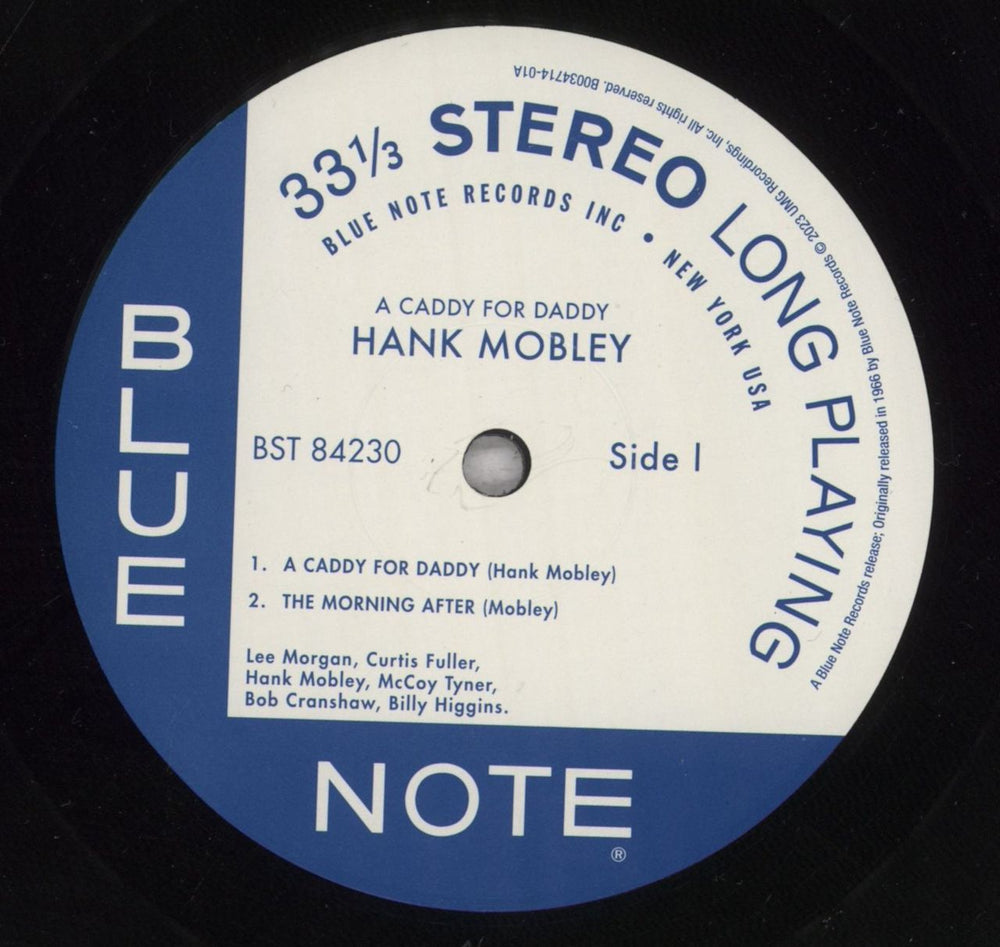 33 1/3 STEREO LONG PLAYING
BLUE NOTE RECORDS INC • NEW YORK USA
A Blue Note Records release; Originally released in 1966 by Blue Note Records © 2023 UMG Recordings, Inc. All rights reserved. B0034714-01A
A CADDY FOR DADDY
HANK MOBLEY
BST 84230
Side 1
1. A CADDY FOR DADDY (Hank Mobley)
2. THE MORNING AFTER (Mobley)
Lee Morgan, Curtis Fuller,
Hank Mobley, McCoy Tyner,
Bob Cranshaw, Billy Higgins.
BLUE
NOTE
®